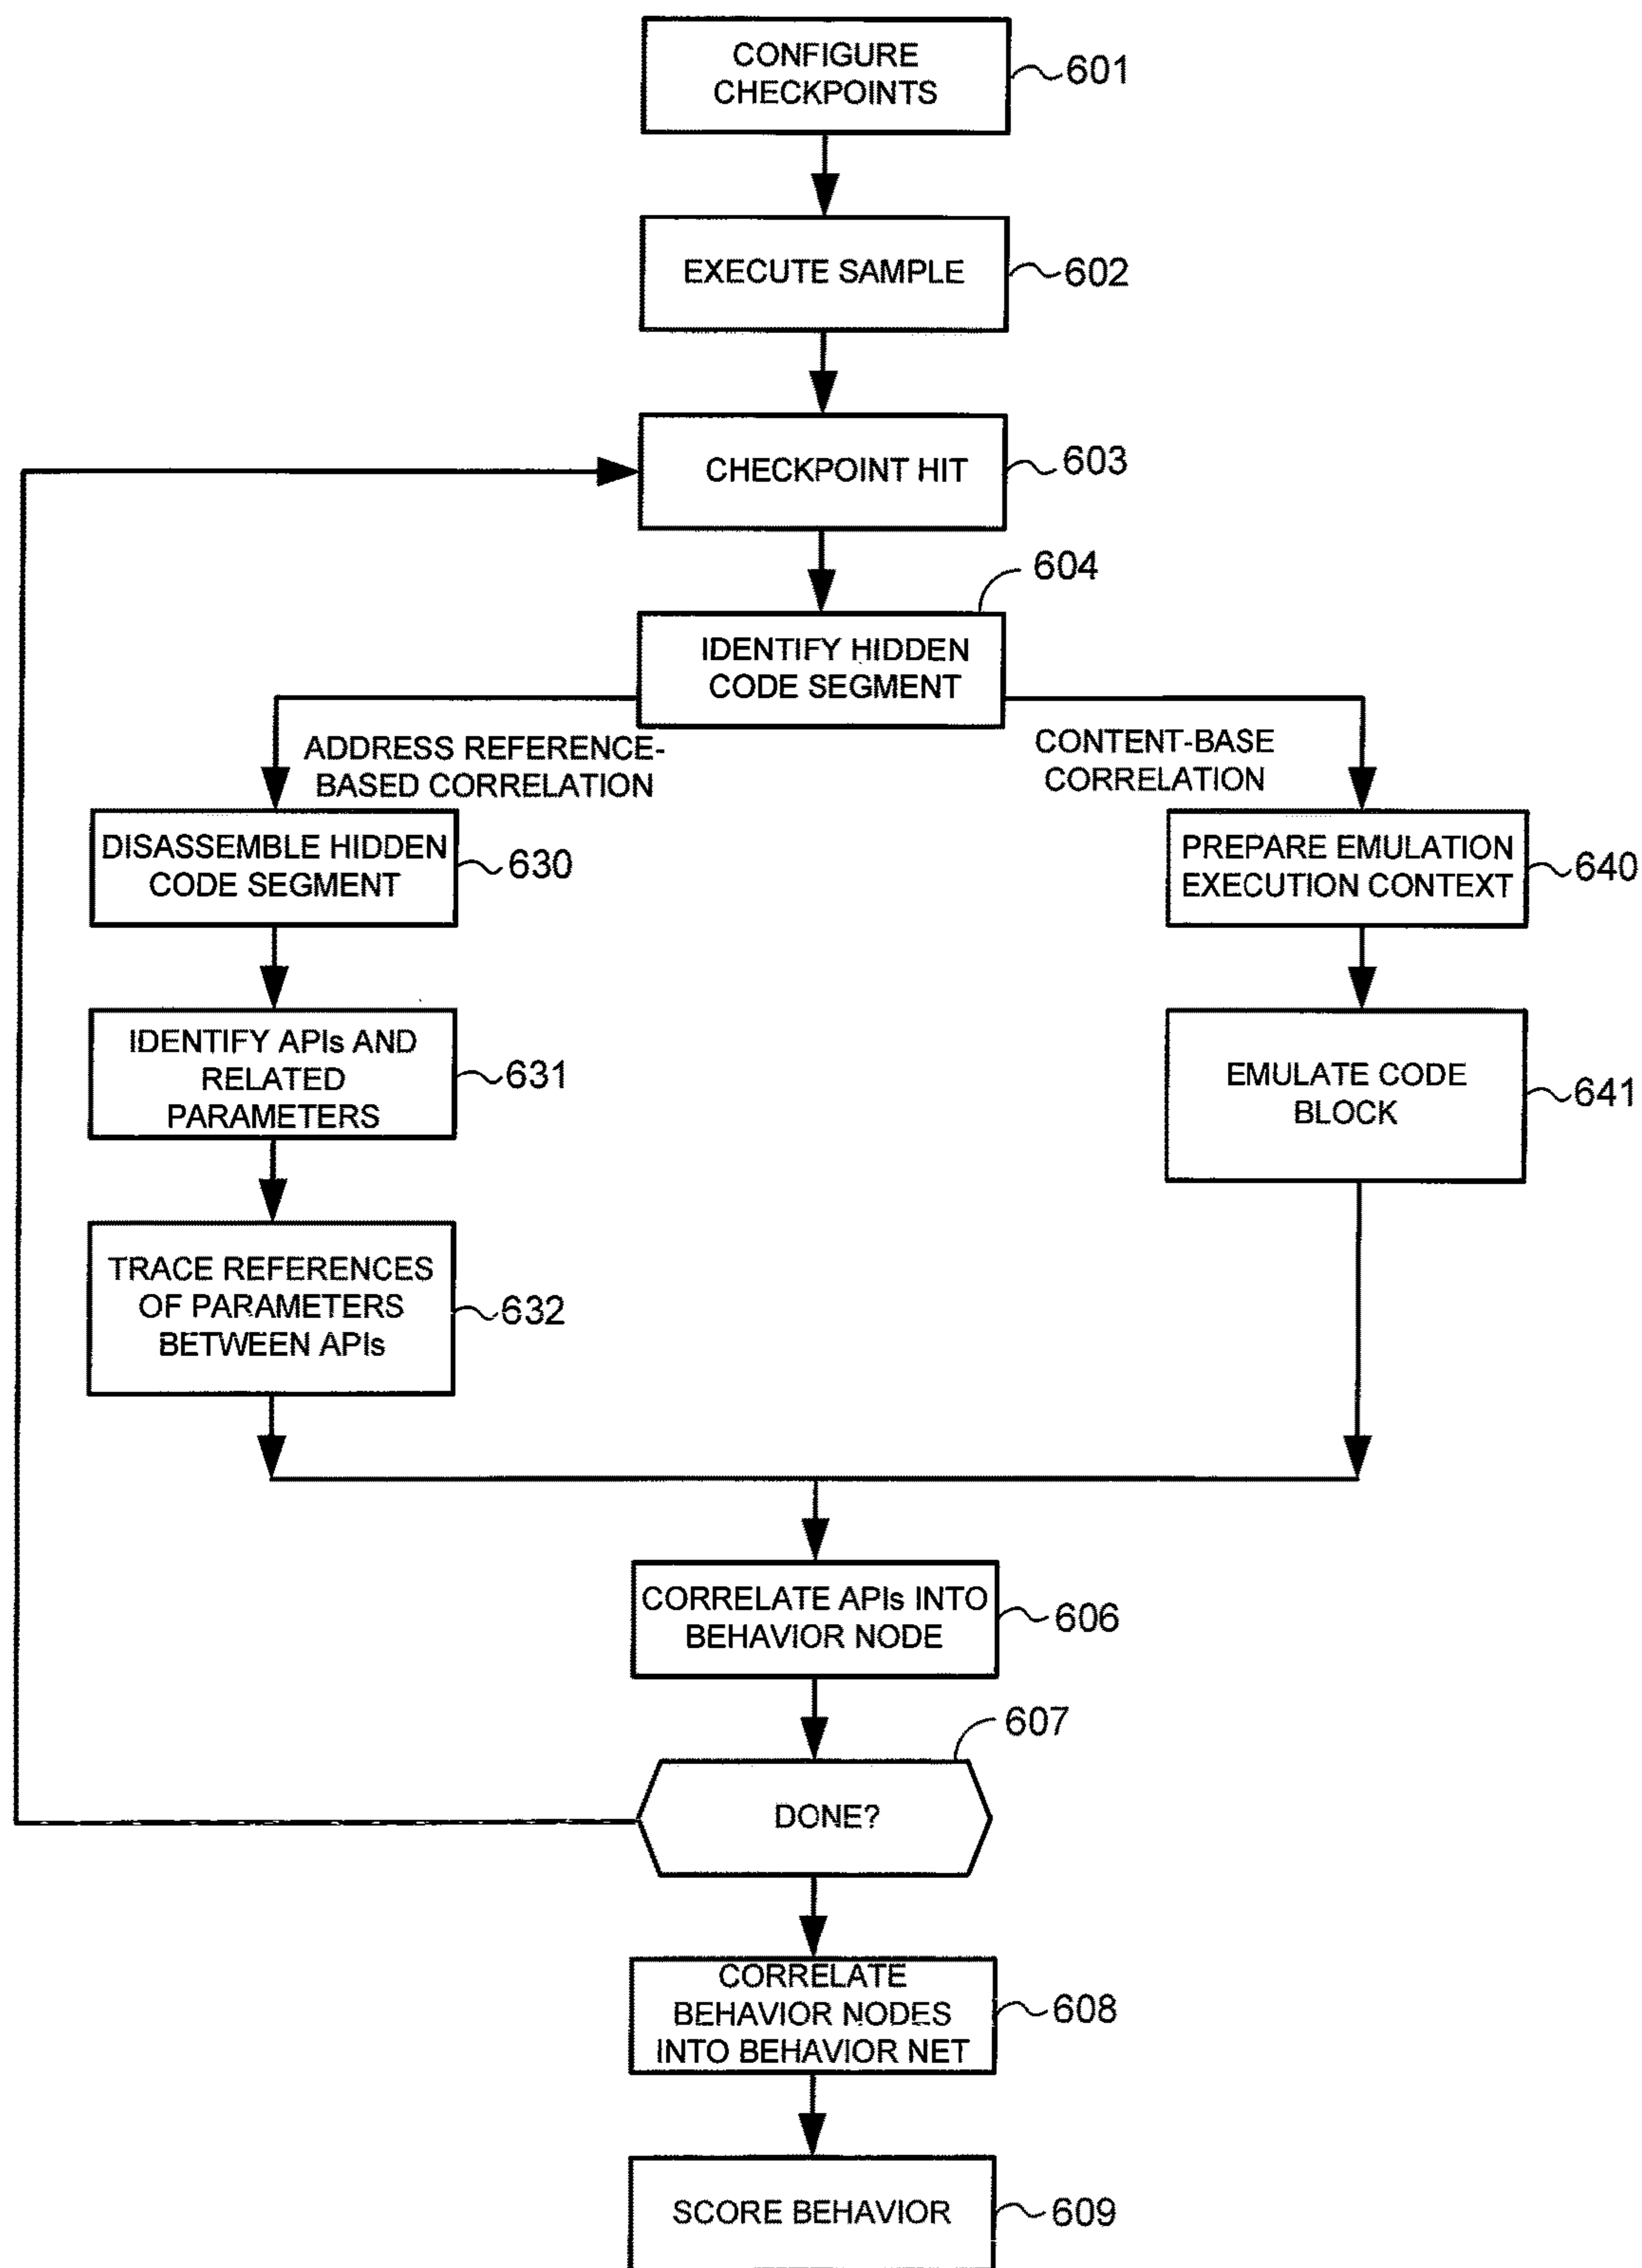 CONFIGURE
CHECKPOINTS
601
EXECUTE SAMPLE
602
CHECKPOINT HIT
603
604
IDENTIFY HIDDEN
CODE SEGMENT
ADDRESS REFERENCE-
BASED CORRELATION
CONTENT-BASE
CORRELATION
DISASSEMBLE HIDDEN
CODE SEGMENT
630
PREPARE EMULATION
EXECUTION CONTEXT
640
IDENTIFY APIs AND
RELATED
PARAMETERS
631
EMULATE CODE
BLOCK
641
TRACE REFERENCES
OF PARAMETERS
BETWEEN APIs
632
CORRELATE APIs INTO
BEHAVIOR NODE
606
607
DONE?
CORRELATE
BEHAVIOR NODES
INTO BEHAVIOR NET
608
SCORE BEHAVIOR
609